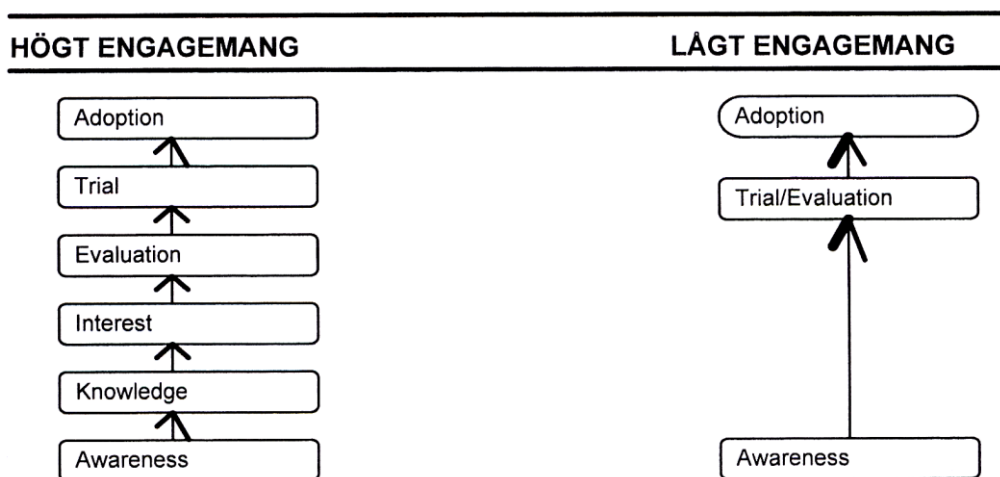 HÖGT ENGAGEMANG
LÅGT ENGAGEMANG
Adoption
Trial
Evaluation
Interest
Knowledge
Awareness
Adoption
Trial/Evaluation
Awareness